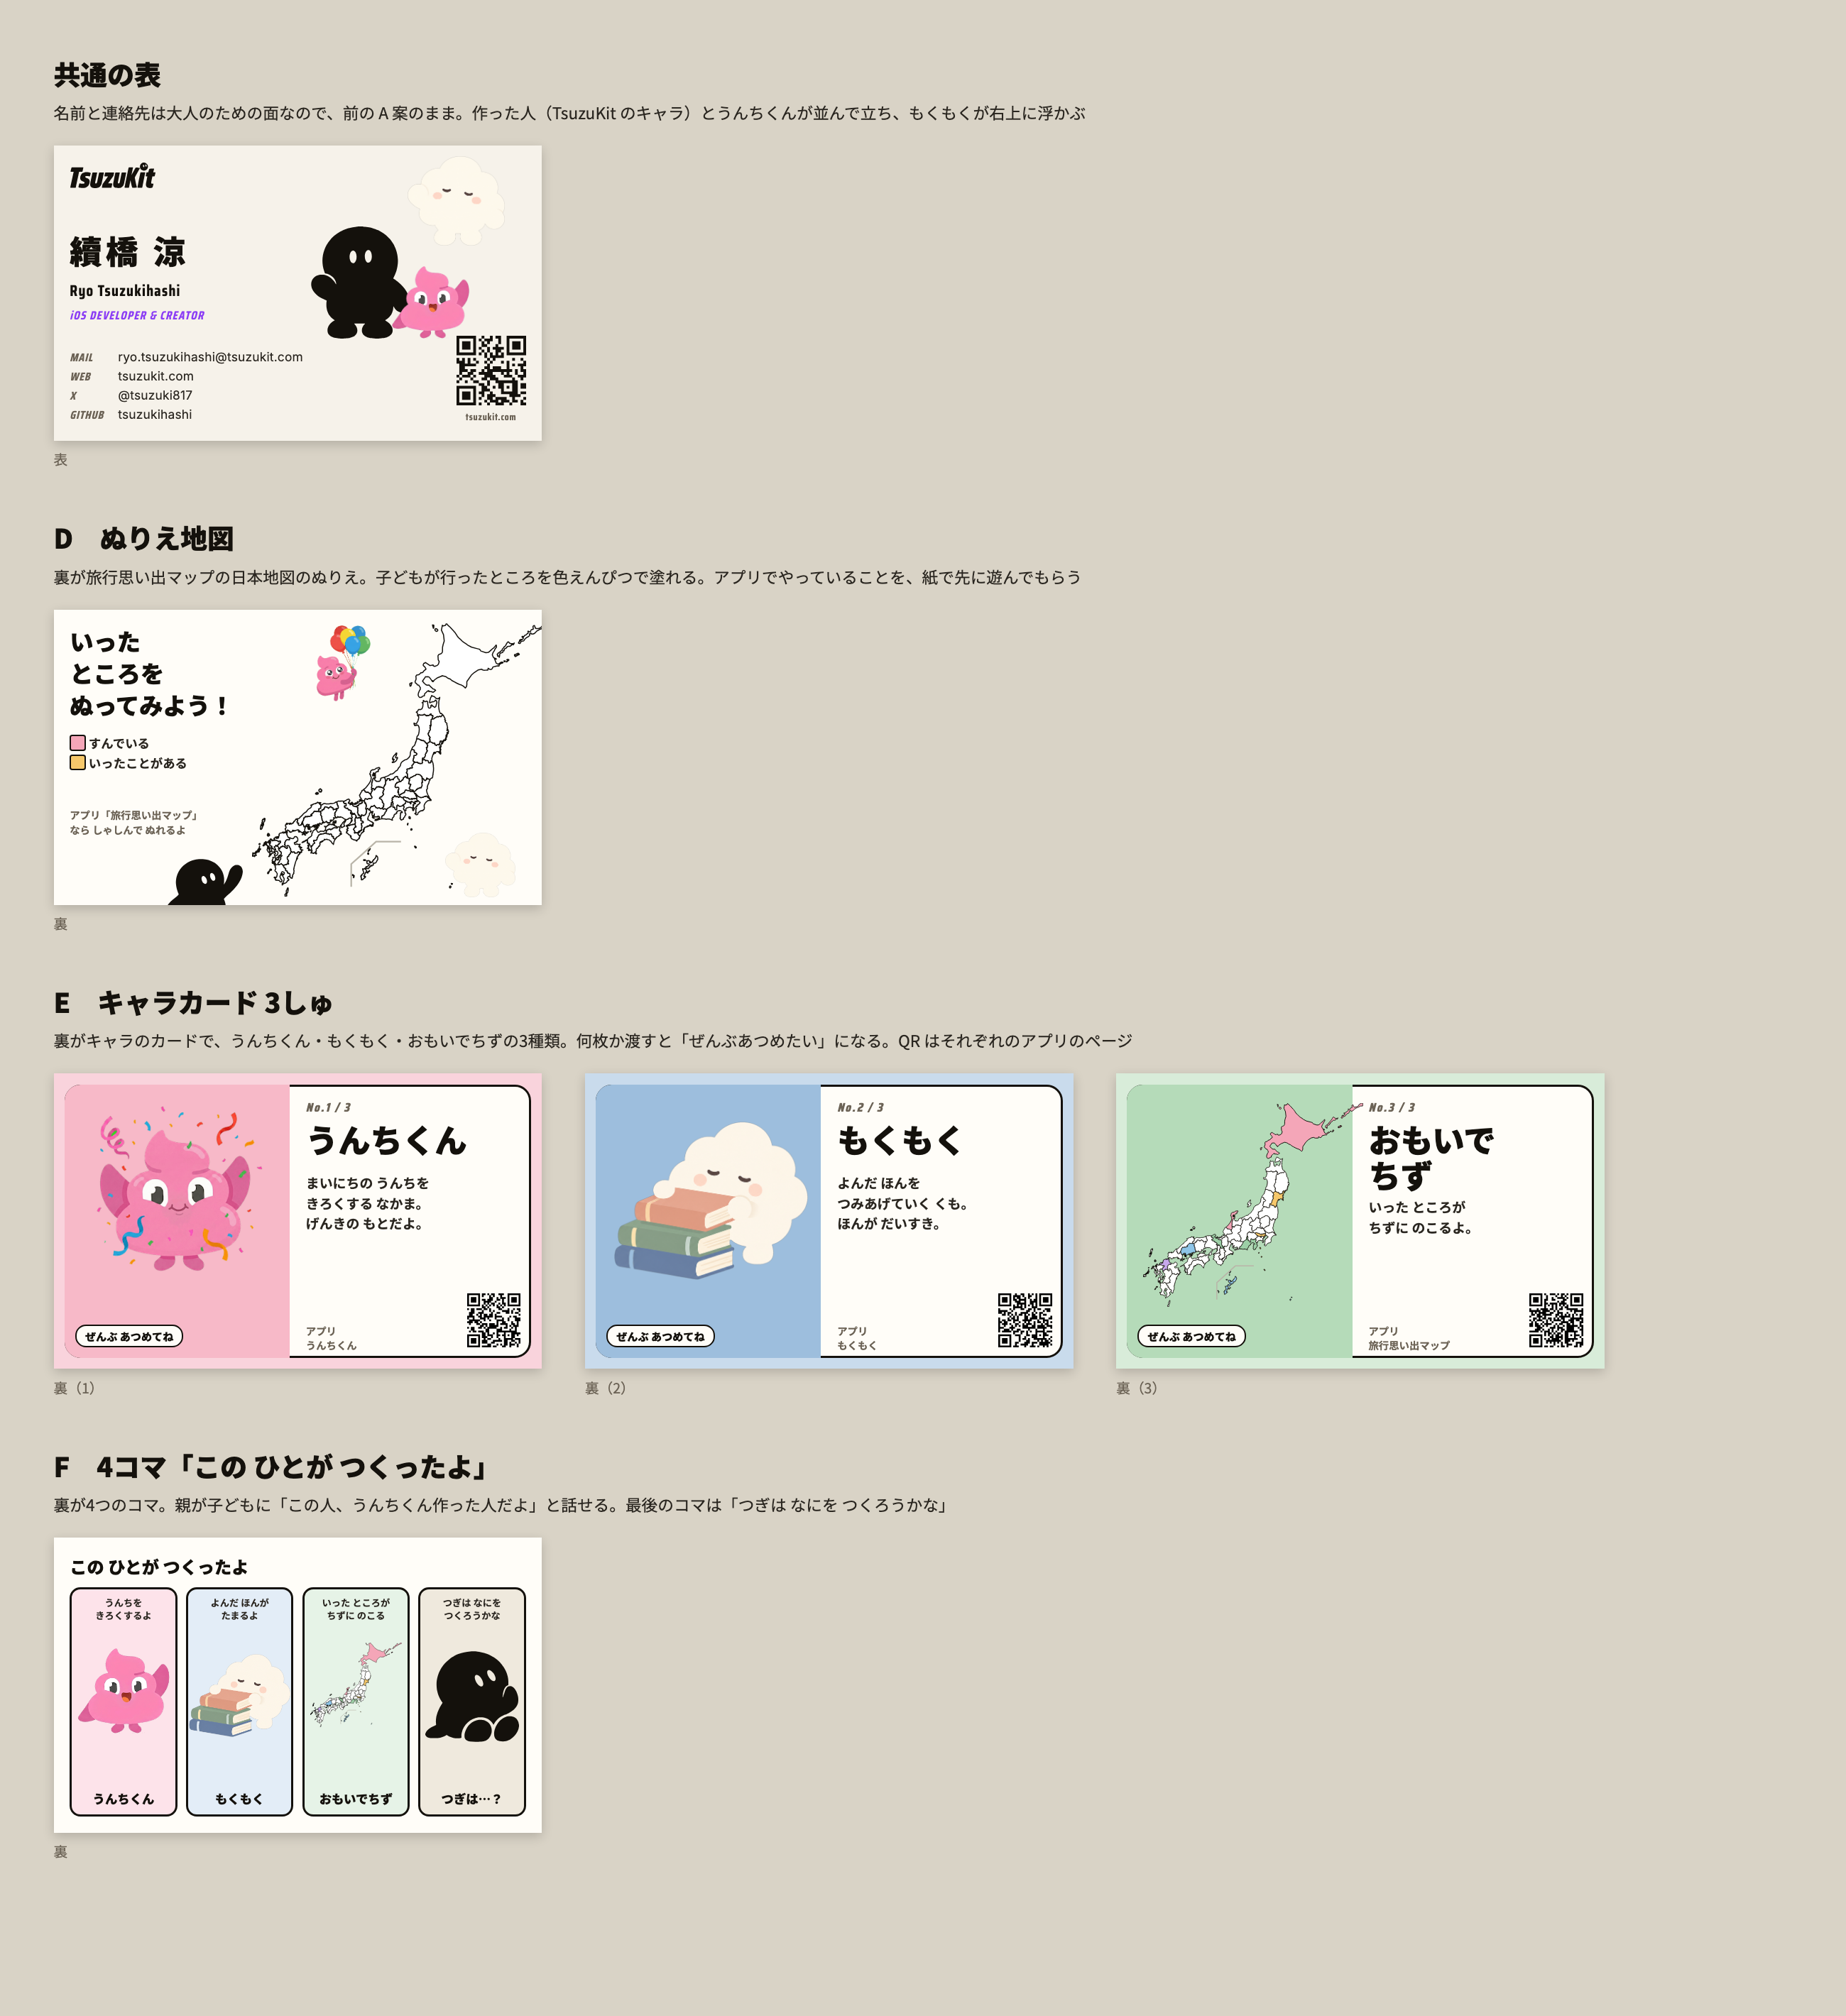 共通の表
名前と連絡先は大人のための面なので、前の A 案のまま。作った人（TsuzuKit のキャラ）とうんちくんが並んで立ち、もくもくが右上に浮かぶ
TsuzuKit
續橋 涼
Ryo Tsuzukihashi
iOS DEVELOPER & CREATOR
MAIL ryo.tsuzukihashi@tsuzukit.com
WEB tsuzukit.com
X @tsuzuki817
GITHUB tsuzukihashi
tsuzukit.com
表
D ぬりえ地図
裏が旅行思い出マップの日本地図のぬりえ。子どもが行ったところを色えんぴつで塗れる。アプリでやっていることを、紙で先に遊んでもらう
いった
ところを
ぬってみよう！
すんでいる
いったことがある
アプリ「旅行思い出マップ」
なら しゃしんで ぬれるよ
裏
E キャラカード 3しゅ
裏がキャラのカードで、うんちくん・もくもく・おもいでちずの3種類。何枚か渡すと「ぜんぶあつめたい」になる。QR はそれぞれのアプリのページ
No.1 / 3
うんちくん
まいにちの うんちを
きろくする なかま。
げんきの もとだよ。
ぜんぶ あつめてね
アプリ
うんちくん
裏（1）
No.2 / 3
もくもく
よんだ ほんを
つみあげていく くも。
ほんが だいすき。
ぜんぶ あつめてね
アプリ
もくもく
裏（2）
No.3 / 3
おもいで
ちず
いった ところが
ちずに のこるよ。
ぜんぶ あつめてね
アプリ
旅行思い出マップ
裏（3）
F 4コマ「この ひとが つくったよ」
裏が4つのコマ。親が子どもに「この人、うんちくん作った人だよ」と話せる。最後のコマは「つぎは なにを つくろうかな」
この ひとが つくったよ
うんちを
きろくするよ
うんちくん
よんだ ほんが
たまるよ
もくもく
いった ところが
ちずに のこる
おもいでちず
つぎは なにを
つくろうかな
つぎは…？
裏